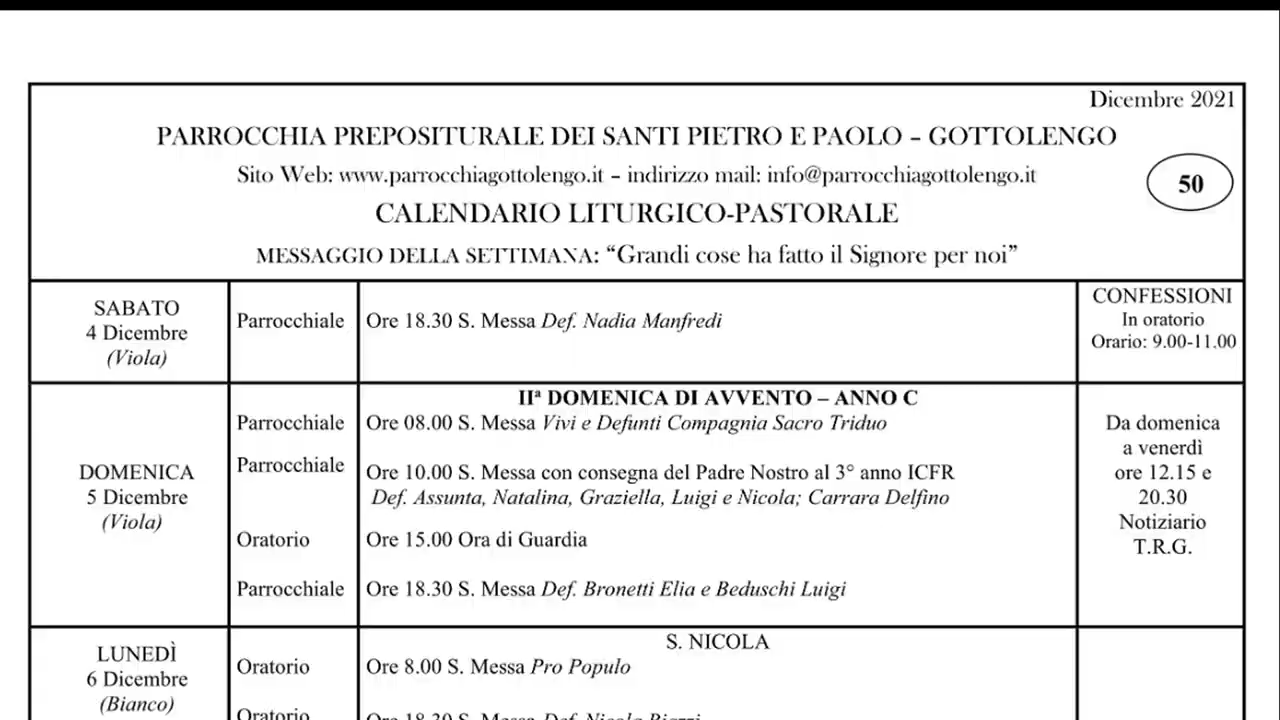 Dicembre 2021
PARROCCHIA PREPOSITURALE DEI SANTI PIETRO E PAOLO – GOTTOLENGO
Sito Web: www.parrocchiagottolengo.it – indirizzo mail: info@parrocchiagottolengo.it
50
CALENDARIO LITURGICO-PASTORALE
MESSAGGIO DELLA SETTIMANA: “Grandi cose ha fatto il Signore per noi”
SABATO
4 Dicembre
(Viola)
Parrocchiale
Ore 18.30 S. Messa Def. Nadia Manfredi
CONFESSIONI
In oratorio
Orario: 9.00-11.00
DOMENICA
5 Dicembre
(Viola)
IIª DOMENICA DI AVVENTO – ANNO C
Parrocchiale
Ore 08.00 S. Messa Vivi e Defunti Compagnia Sacro Triduo
Parrocchiale
Ore 10.00 S. Messa con consegna del Padre Nostro al 3° anno ICFR
Def. Assunta, Natalina, Graziella, Luigi e Nicola; Carrara Delfino
Oratorio
Ore 15.00 Ora di Guardia
Parrocchiale
Ore 18.30 S. Messa Def. Bronetti Elia e Beduschi Luigi
Da domenica
a venerdì
ore 12.15 e
20.30
Notiziario
T.R.G.
LUNEDÌ
6 Dicembre
(Bianco)
S. NICOLA
Oratorio
Ore 8.00 S. Messa Pro Populo
Oratorio
Ore 18.30 S. Messa Def. Nicola